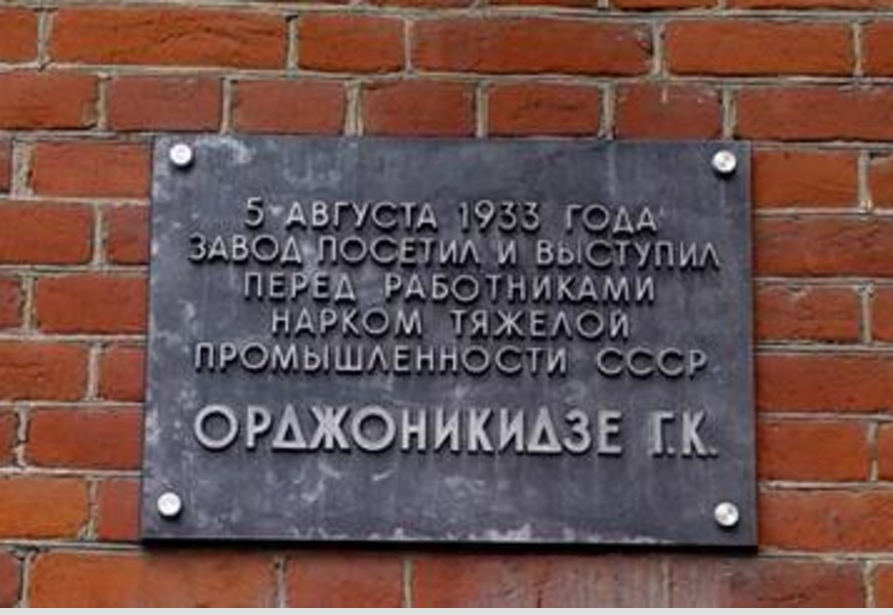 5 АВГУСТА 1933 ГОДА
ЗАВОД ПОСЕТИЛ И ВЫСТУПИЛ
ПЕРЕД РАБОТНИКАМИ
НАРКОМ ТЯЖЕЛОЙ
ПРОМЫШЛЕННОСТИ СССР
ОРДЖОНИКИДЗЕ Г.К.